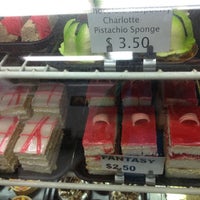 Charlotte
Pistachio Sponge
$ 3.50
FANTASY
$2.50